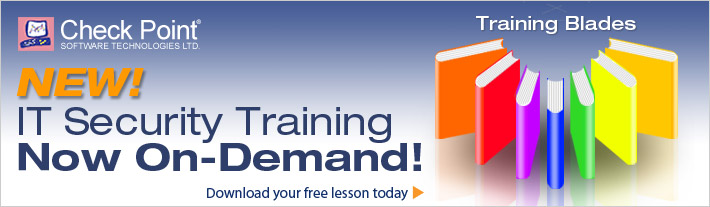 Check Point®
SOFTWARE TECHNOLOGIES LTD.
Training Blades
NEW!
IT Security Training
Now On-Demand!
Download your free lesson today